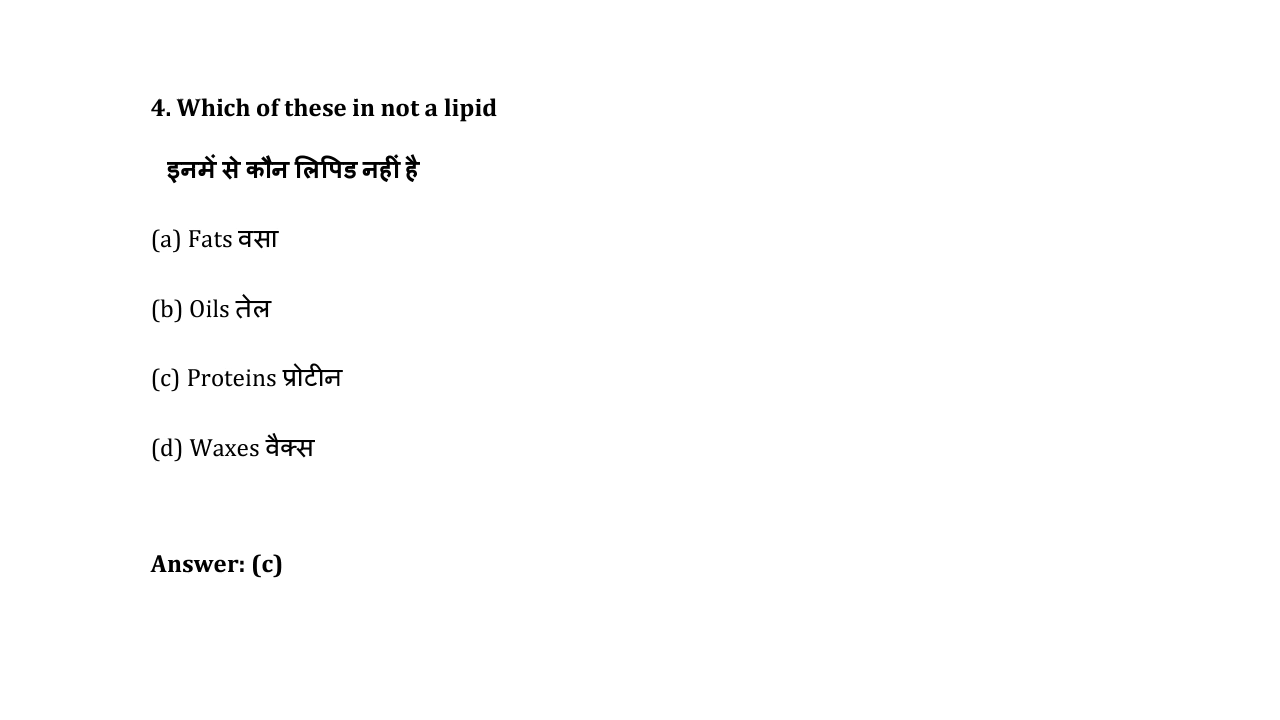 4. Which of these in not a lipid
इनमें से कौन लिपिड नहीं है
(a) Fats वसा
(b) Oils तेल
(c) Proteins प्रोटीन
(d) Waxes वैक्स
Answer: (c)